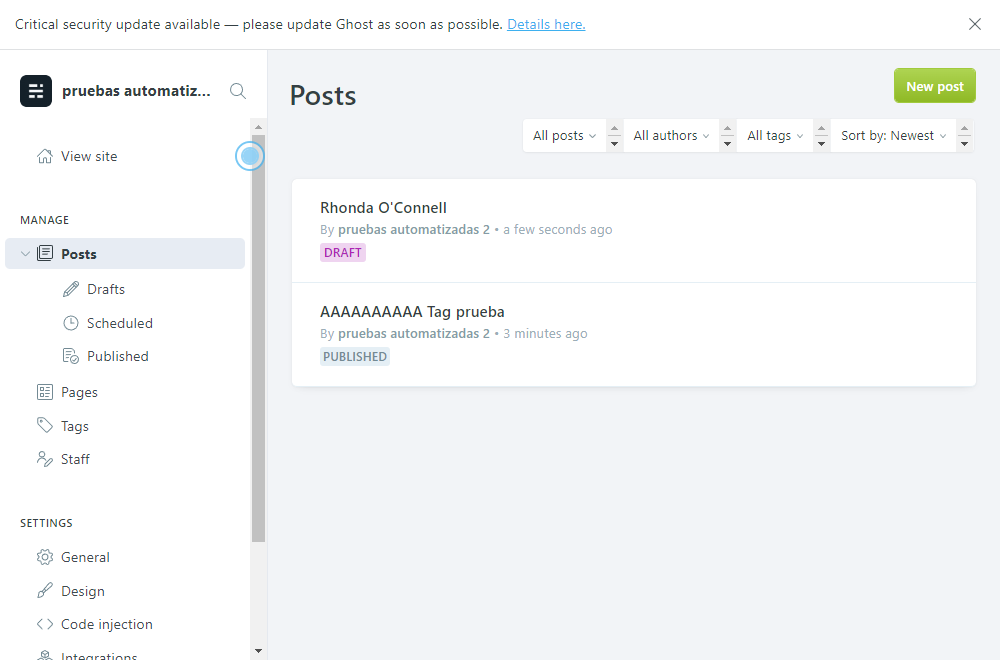 Critical security update available — please update Ghost as soon as possible. Details here.
pruebas automatiz...
View site
MANAGE
Posts
Drafts
Scheduled
Published
Pages
Tags
Staff
SETTINGS
General
Design
Code injection
Integrations
Posts
New post
All posts
All authors
All tags
Sort by: Newest
Rhonda O'Connell
By pruebas automatizadas 2 • a few seconds ago
DRAFT
AAAAAAAAAA Tag prueba
By pruebas automatizadas 2 • 3 minutes ago
PUBLISHED